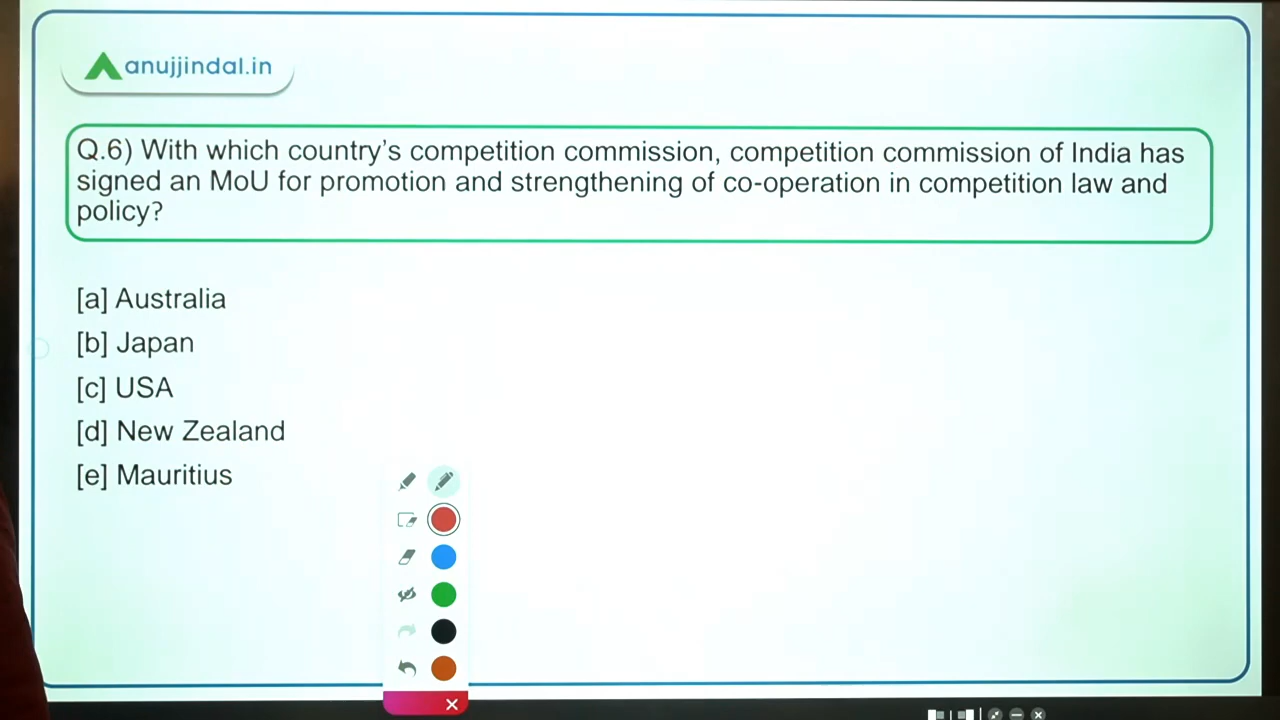 anujjindal.in
Q.6) With which country’s competition commission, competition commission of India has
signed an MoU for promotion and strengthening of co-operation in competition law and
policy?
[a] Australia
[b] Japan
[c] USA
[d] New Zealand
[e] Mauritius